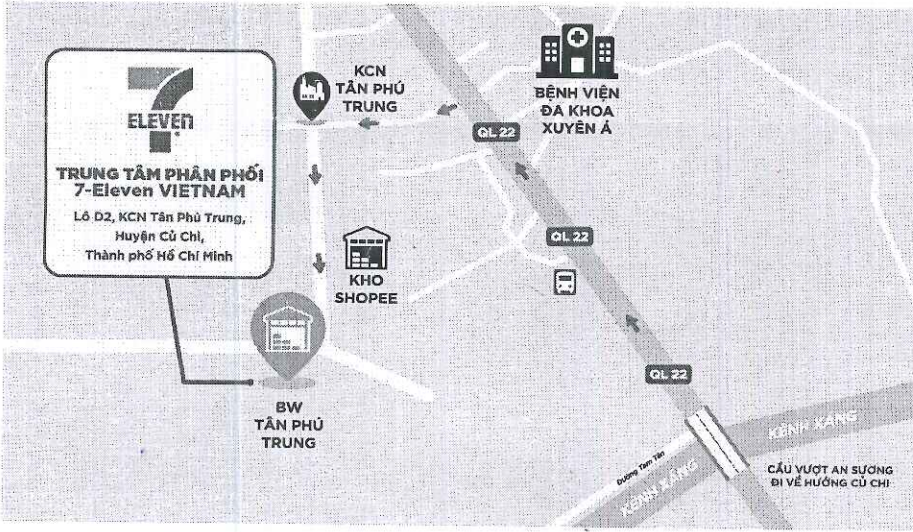 7
ELEVEN
TRUNG TÂM PHÂN PHỐI
7-Eleven VIETNAM
Lô D2, KCN Tân Phú Trung,
Huyện Củ Chi,
Thành phố Hồ Chí Minh
KCN
TÂN PHÚ
TRUNG
BỆNH VIỆN
ĐA KHOA
XUYÊN Á
QL 22
QL 22
KHO
SHOPEE
QL 22
BW
TÂN PHÚ
TRUNG
KÊNH XÁNG
Đường Tam Tân
KÊNH XÁNG
CẦU VƯỢT AN SƯƠNG
ĐI VỀ HƯỚNG CỦ CHI